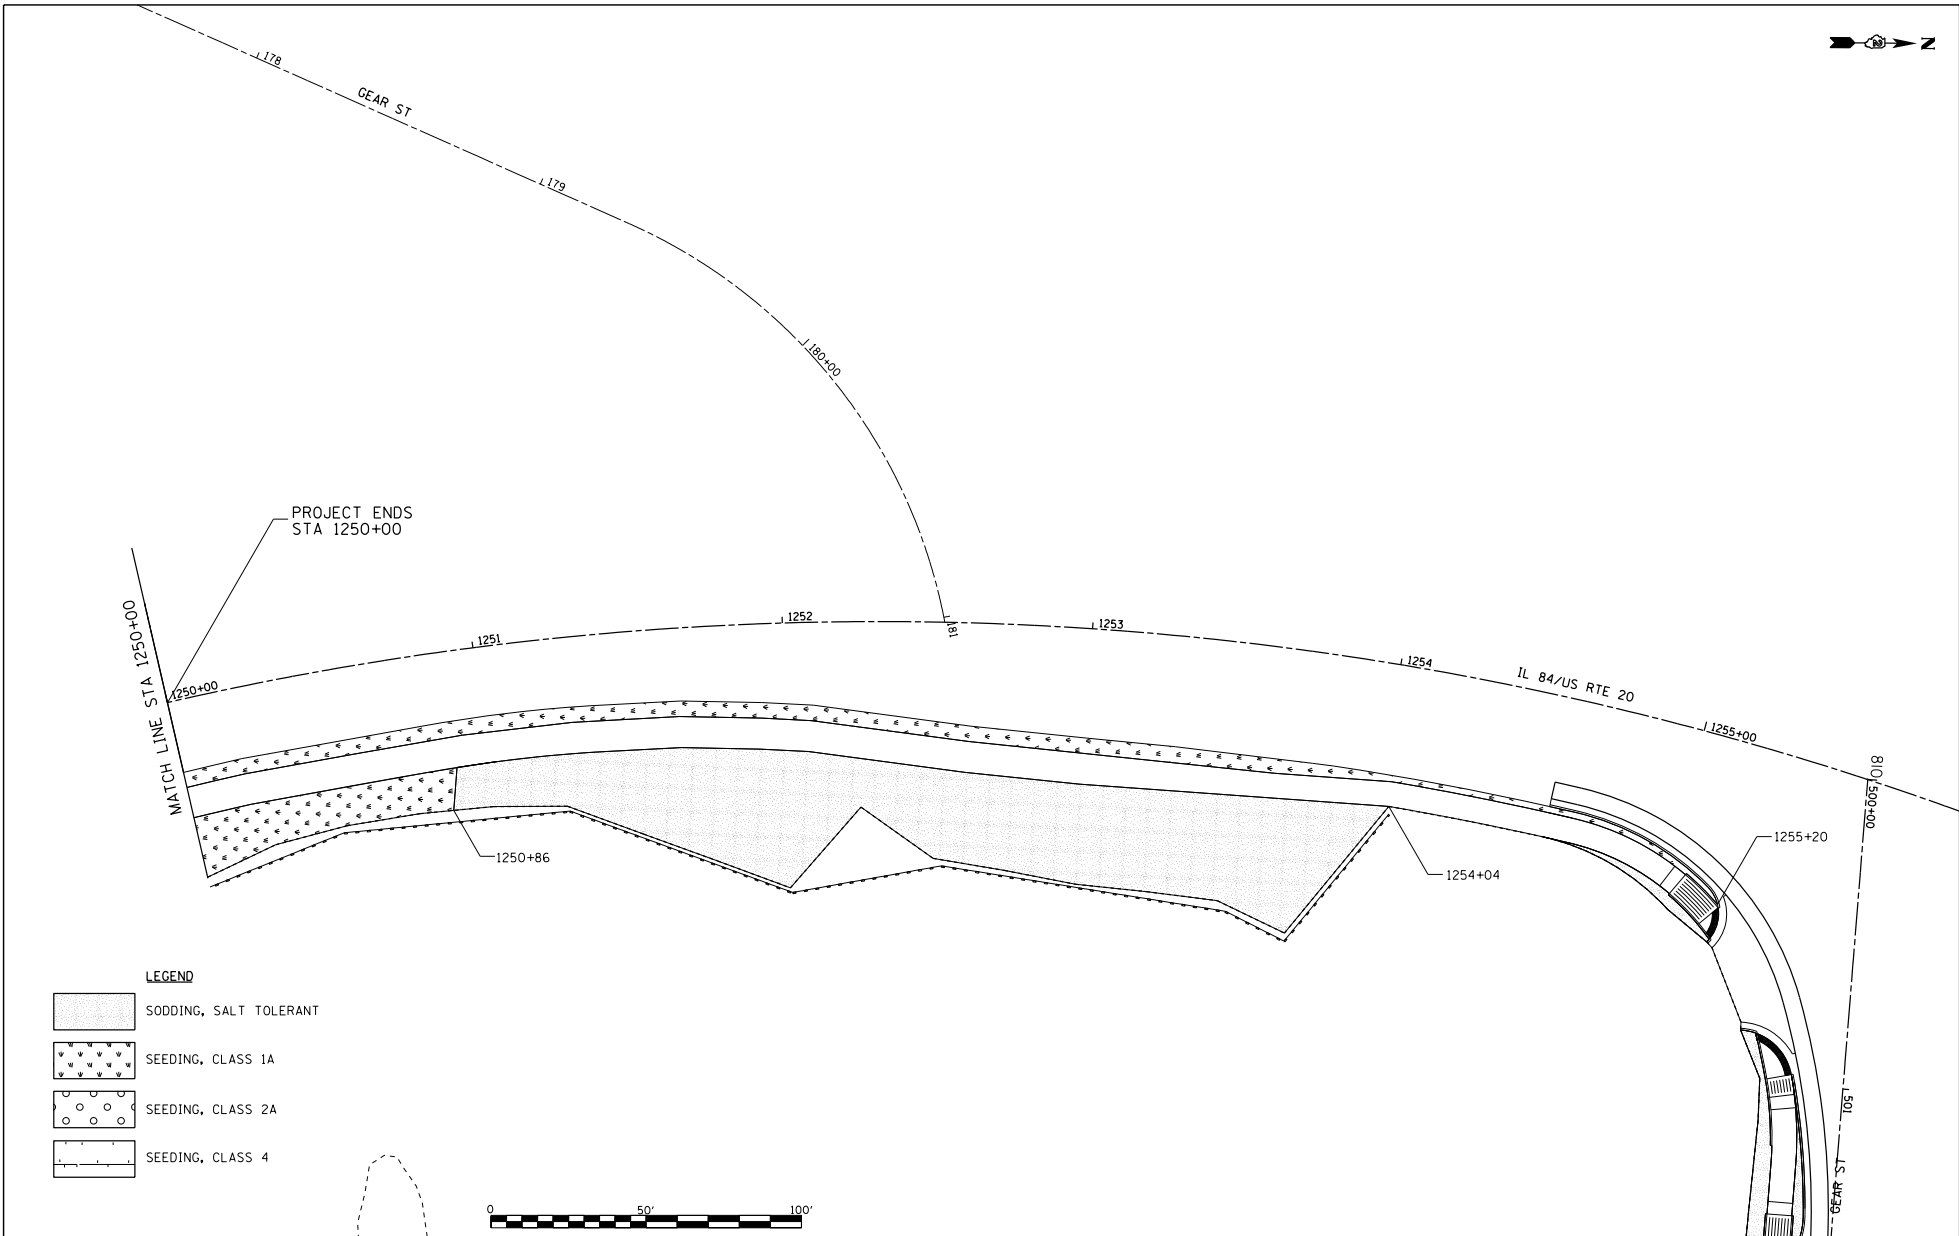 178
N
GEAR ST
179
180+00
PROJECT ENDS
STA 1250+00
MATCH LINE STA 1250+00
1250+00
1251
1252
181
1253
1254
IL 84/US RTE 20
1255+00
810
500+00
1255+20
1250+86
1254+04
501
GEAR ST
LEGEND
SODDING, SALT TOLERANT
SEEDING, CLASS 1A
SEEDING, CLASS 2A
SEEDING, CLASS 4
0 50' 100'